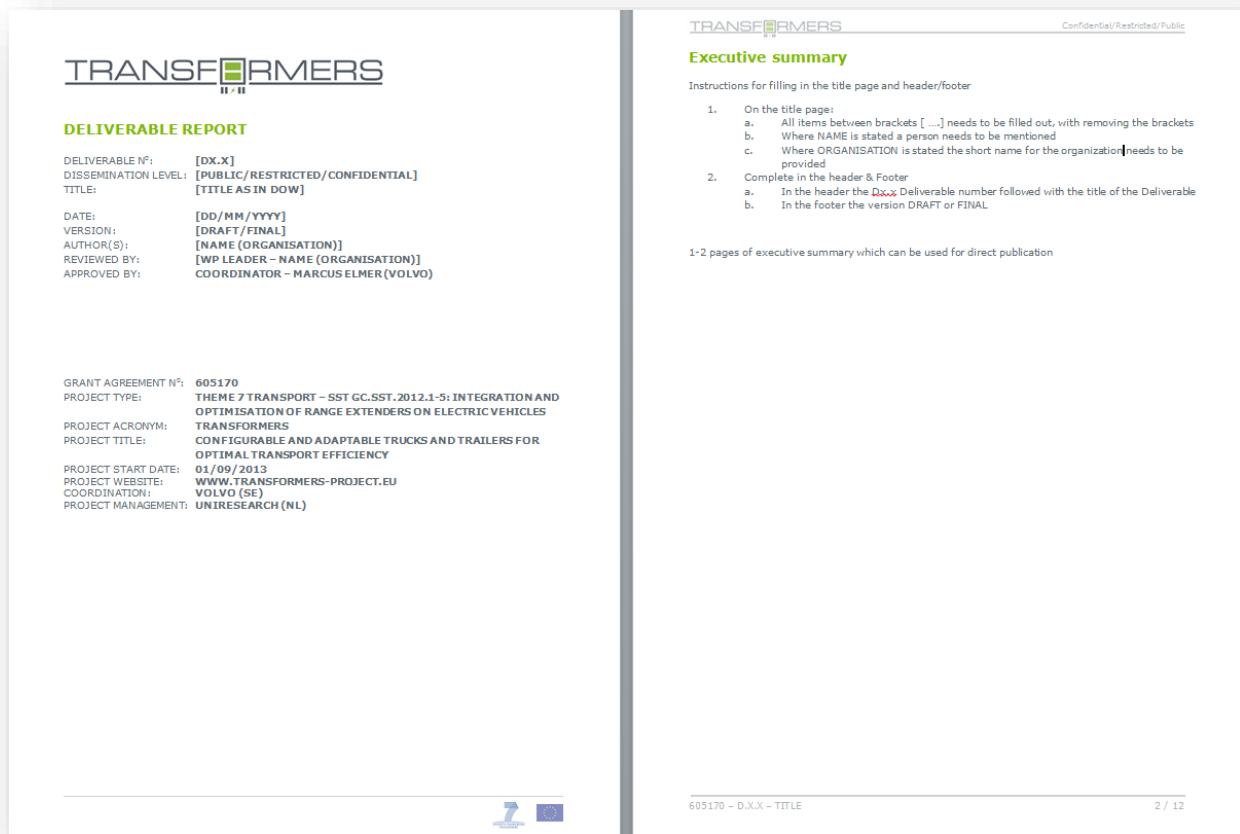 TRANSFORMERS
DELIVERABLE REPORT
DELIVERABLE N°: [DX.X]
DISSEMINATION LEVEL: [PUBLIC/RESTRICTED/CONFIDENTIAL]
TITLE: [TITLE AS IN DOW]
DATE: [DD/MM/YYYY]
VERSION: [DRAFT/FINAL]
AUTHOR(S): [NAME (ORGANISATION)]
REVIEWED BY: [WP LEADER – NAME (ORGANISATION)]
APPROVED BY: COORDINATOR – MARCUS ELMER (VOLVO)
GRANT AGREEMENT N°: 605170
PROJECT TYPE: THEME 7 TRANSPORT – SST GC.SST.2012.1-5: INTEGRATION AND
OPTIMISATION OF RANGE EXTENDERS ON ELECTRIC VEHICLES
PROJECT ACRONYM: TRANSFORMERS
PROJECT TITLE: CONFIGURABLE AND ADAPTABLE TRUCKS AND TRAILERS FOR
OPTIMAL TRANSPORT EFFICIENCY
PROJECT START DATE: 01/09/2013
PROJECT WEBSITE: WWW.TRANSFORMERS-PROJECT.EU
COORDINATION: VOLVO (SE)
PROJECT MANAGEMENT: UNIRESEARCH (NL)
7
TRANSFORMERS Confidential/Restricted/Public
Executive summary
Instructions for filling in the title page and header/footer
1. On the title page:
a. All items between brackets [ ….] needs to be filled out, with removing the brackets
b. Where NAME is stated a person needs to be mentioned
c. Where ORGANISATION is stated the short name for the organization needs to be
provided
2. Complete in the header & Footer
a. In the header the Dx.x Deliverable number followed with the title of the Deliverable
b. In the footer the version DRAFT or FINAL
1-2 pages of executive summary which can be used for direct publication
605170 – D.X.X – TITLE 2 / 12